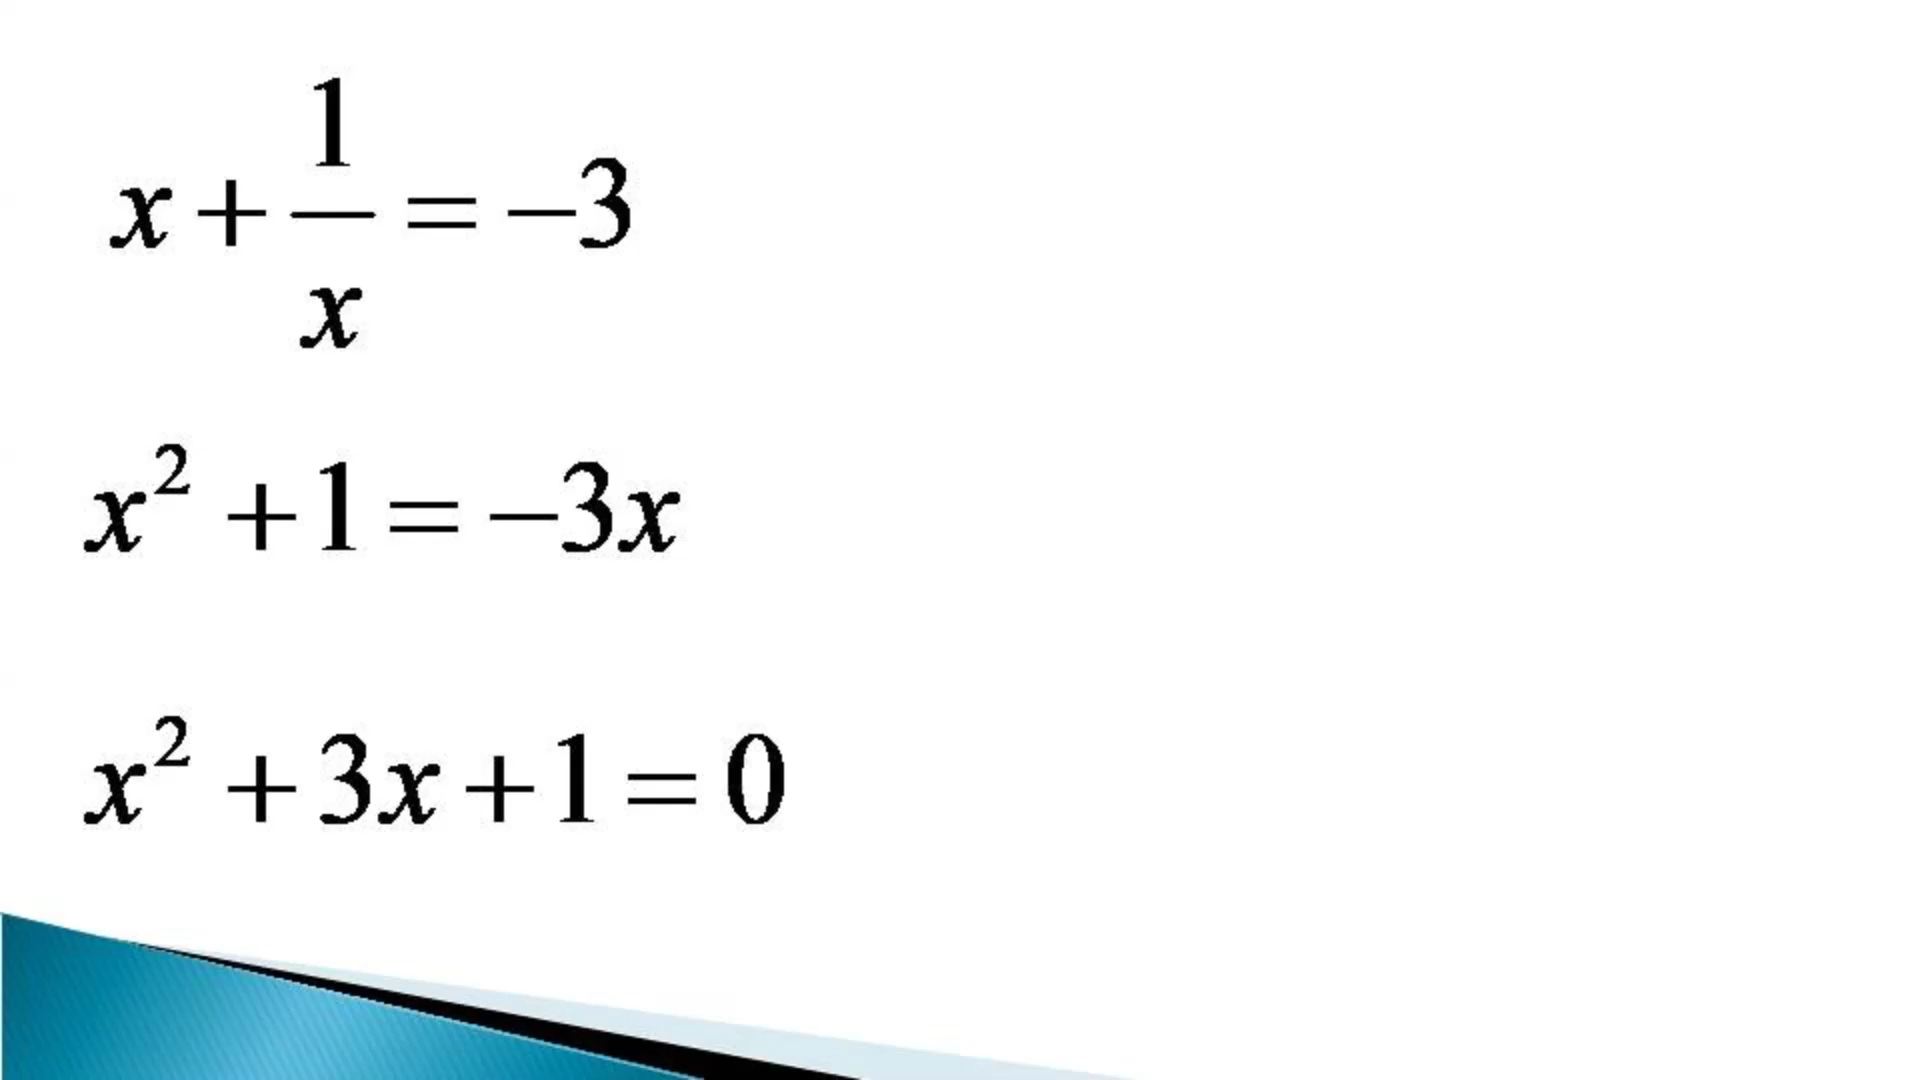 x + 1/x = −3
x² + 1 = −3x
x² + 3x + 1 = 0